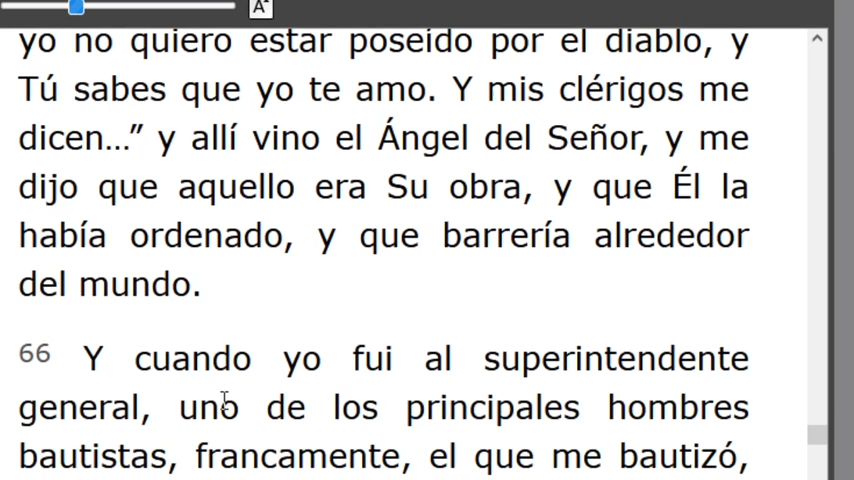 A
yo no quiero estar poseído por el diablo, y
Tú sabes que yo te amo. Y mis clérigos me
dicen...” y allí vino el Ángel del Señor, y me
dijo que aquello era Su obra, y que Él la
había ordenado, y que barrería alrededor
del mundo.
66 Y cuando yo fui al superintendente
general, uno de los principales hombres
bautistas, francamente, el que me bautizó,